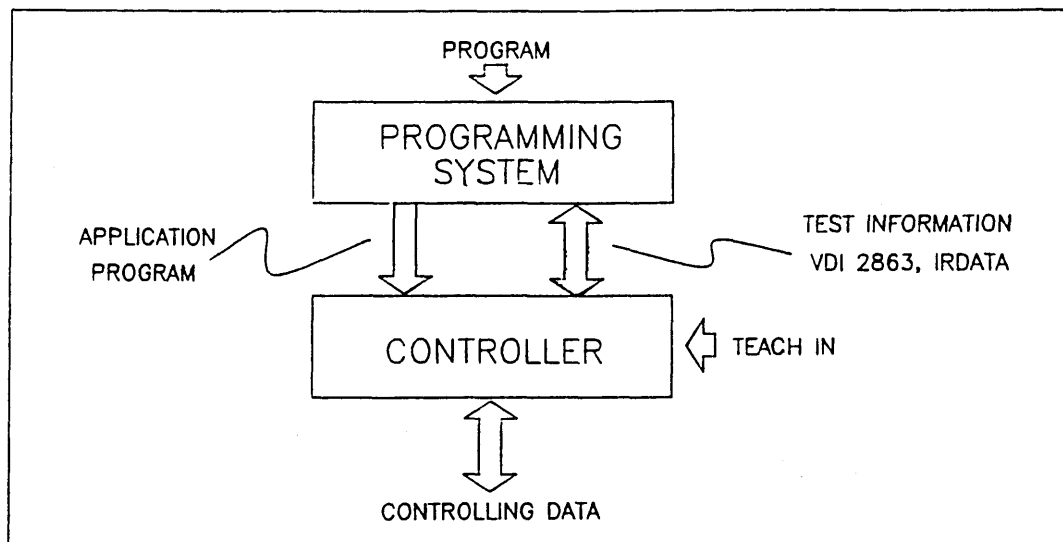 PROGRAM
PROGRAMMING
SYSTEM
APPLICATION
PROGRAM
TEST INFORMATION
VDI 2863, IRDATA
CONTROLLER
TEACH IN
CONTROLLING DATA